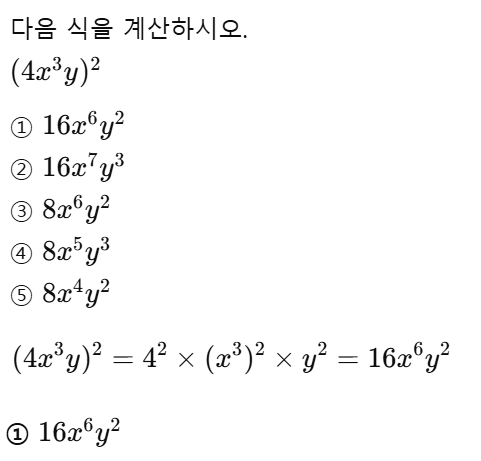 다음 식을 계산하시오.
(4x³y)²
① 16x⁶y²
② 16x⁷y³
③ 8x⁶y²
④ 8x⁵y³
⑤ 8x⁴y²
(4x³y)² = 4² × (x³)² × y² = 16x⁶y²
① 16x⁶y²